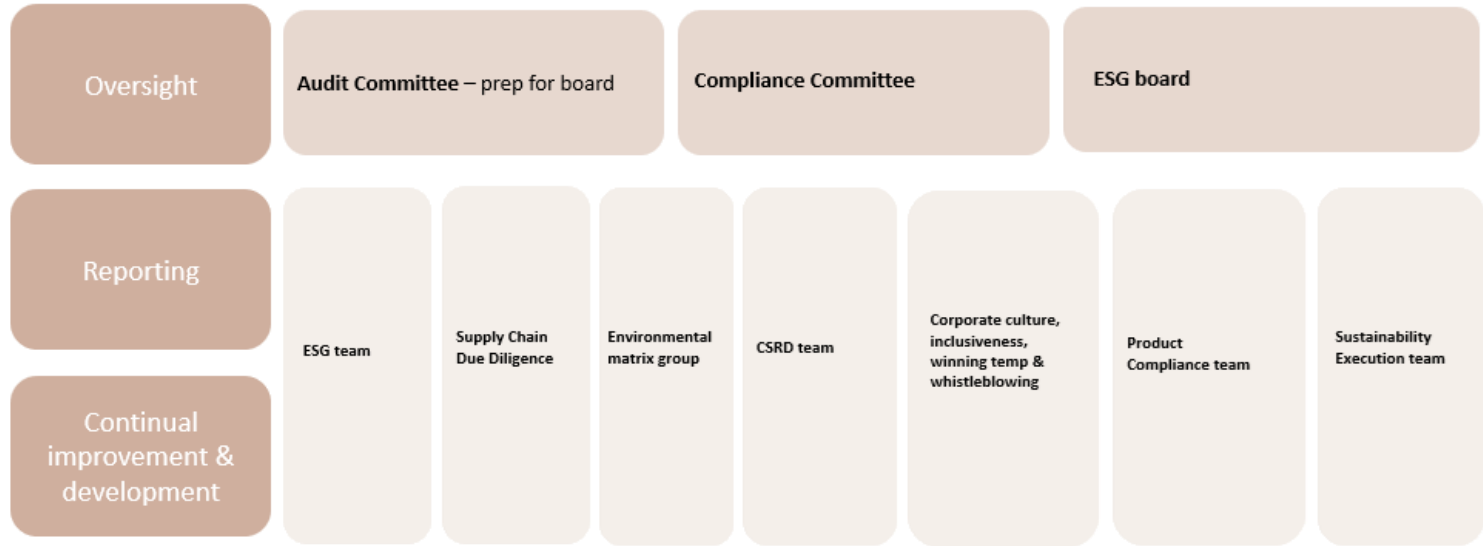 Oversight
Audit Committee – prep for board
Compliance Committee
ESG board
Reporting
Continual
improvement &
development
ESG team
Supply Chain
Due Diligence
Environmental
matrix group
CSRD team
Corporate culture,
inclusiveness,
winning temp &
whistleblowing
Product
Compliance team
Sustainability
Execution team